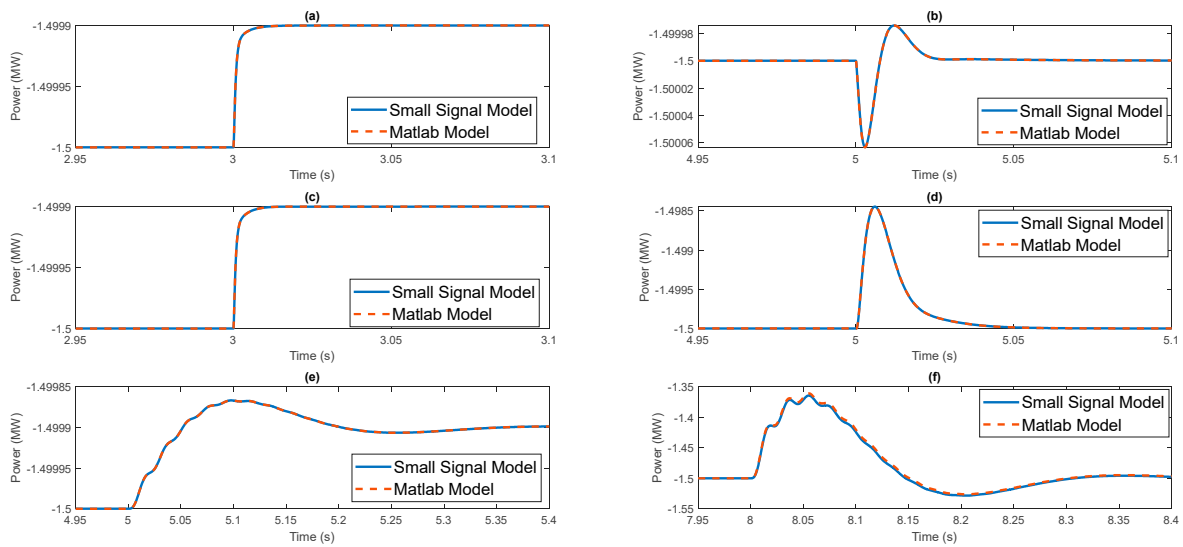 (a)
Power (MW)
-1.4999
-1.49995
-1.5
2.95 3 3.05 3.1
Time (s)
Small Signal Model
Matlab Model
(b)
Power (MW)
-1.49998
-1.5
-1.50002
-1.50004
-1.50006
4.95 5 5.05 5.1
Time (s)
Small Signal Model
Matlab Model
(c)
Power (MW)
-1.4999
-1.49995
-1.5
2.95 3 3.05 3.1
Time (s)
Small Signal Model
Matlab Model
(d)
Power (MW)
-1.4985
-1.499
-1.4995
-1.5
4.95 5 5.05 5.1
Time (s)
Small Signal Model
Matlab Model
(e)
Power (MW)
-1.49985
-1.4999
-1.49995
-1.5
4.95 5 5.05 5.1 5.15 5.2 5.25 5.3 5.35 5.4
Time (s)
Small Signal Model
Matlab Model
(f)
Power (MW)
-1.35
-1.4
-1.45
-1.5
-1.55
7.95 8 8.05 8.1 8.15 8.2 8.25 8.3 8.35 8.4
Time (s)
Small Signal Model
Matlab Model